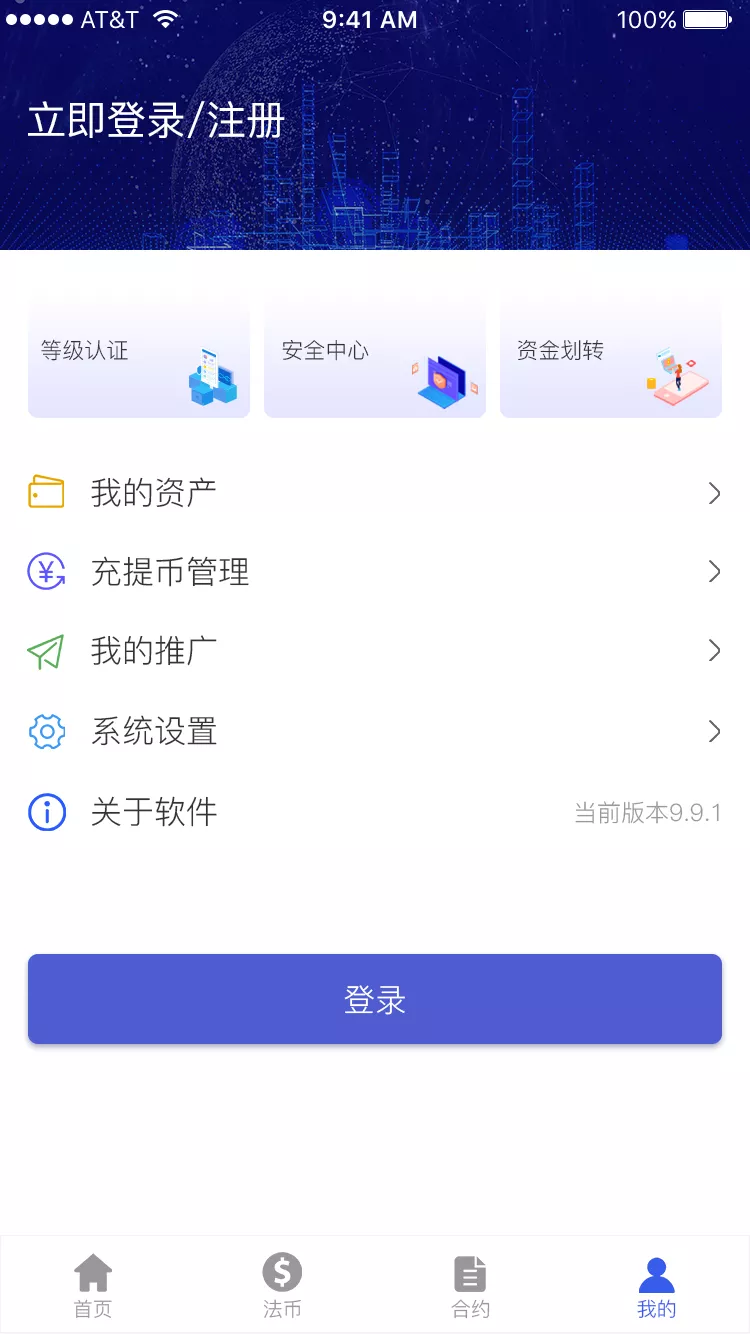 AT&T 9:41 AM 100%
立即登录/注册
等级认证 安全中心 资金划转
我的资产
充提币管理
我的推广
系统设置
关于软件 当前版本9.9.1
登录
首页 法币 合约 我的